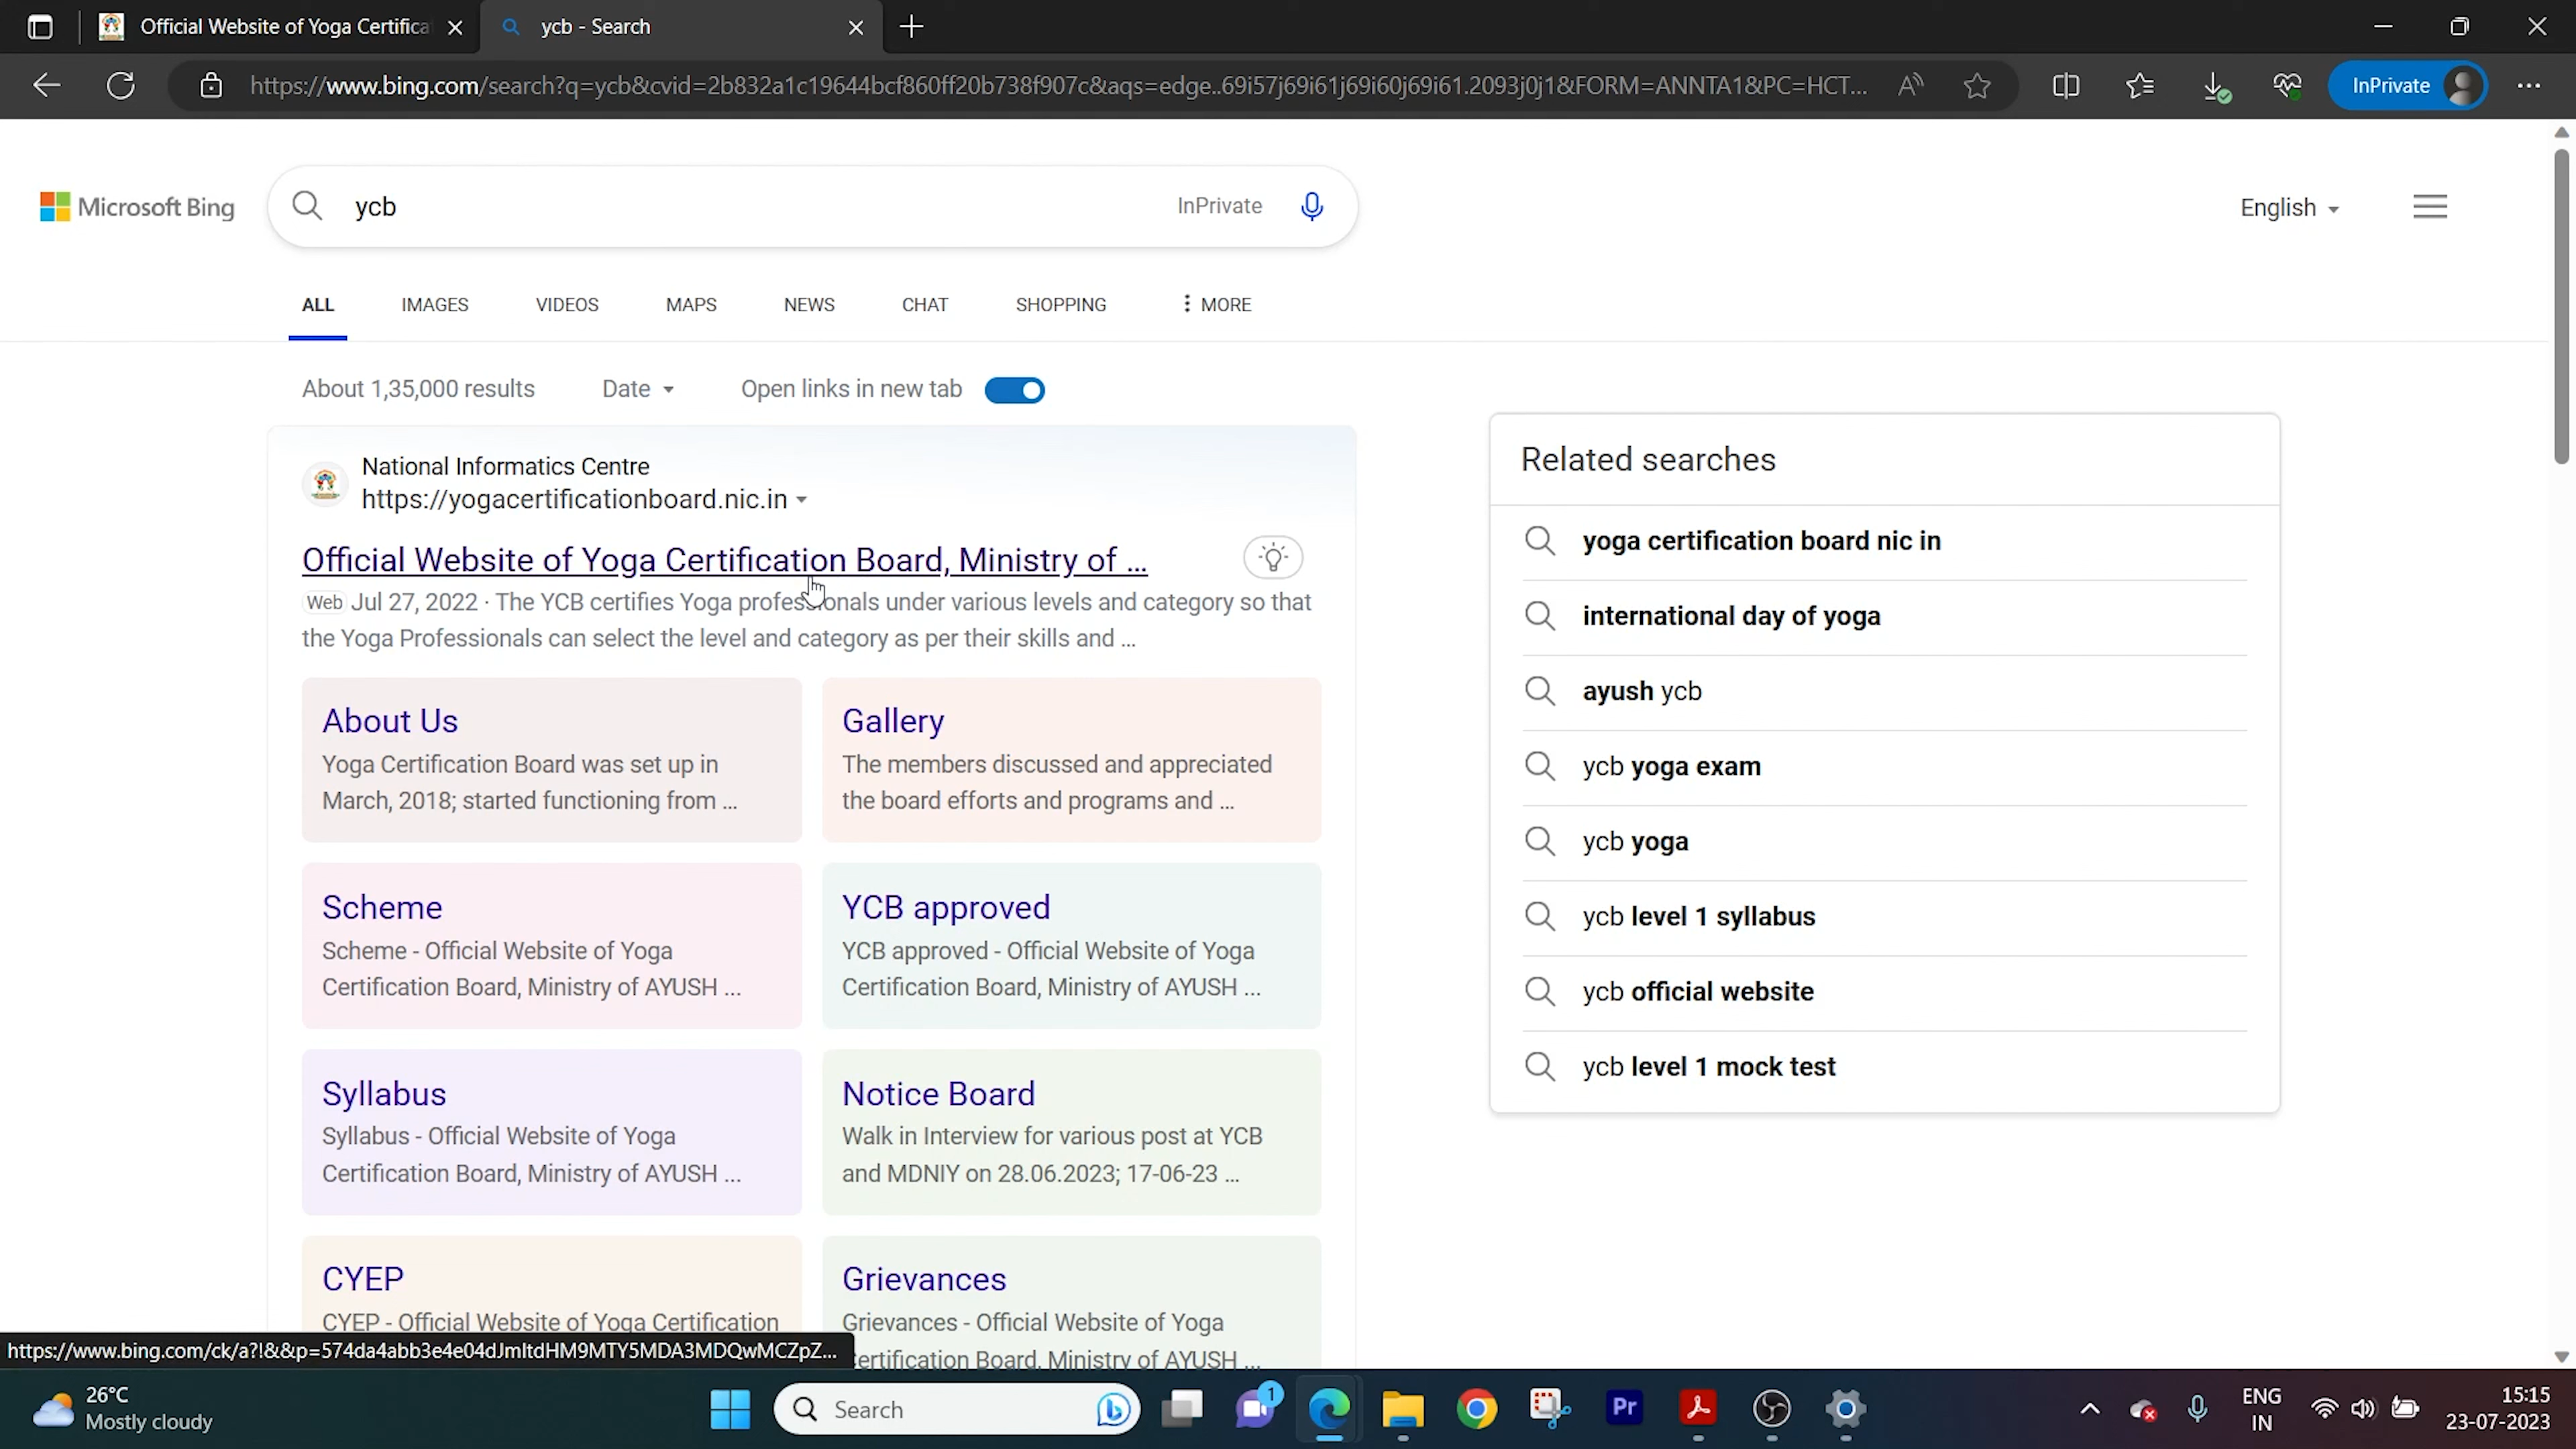 Official Website of Yoga Certifica
ycb - Search
https://www.bing.com/search?q=ycb&cvid=2b832a1c19644bcf860ff20b738f907c&aqs=edge..69i57j69i61j69i60j69i61.2093j0j1&FORM=ANNTA1&PC=HCT...
InPrivate
Microsoft Bing
ycb
InPrivate
English
ALL IMAGES VIDEOS MAPS NEWS CHAT SHOPPING MORE
About 1,35,000 results Date Open links in new tab
National Informatics Centre
https://yogacertificationboard.nic.in
Official Website of Yoga Certification Board, Ministry of ...
Web Jul 27, 2022 · The YCB certifies Yoga professionals under various levels and category so that
the Yoga Professionals can select the level and category as per their skills and ...
About Us
Yoga Certification Board was set up in
March, 2018; started functioning from ...
Gallery
The members discussed and appreciated
the board efforts and programs and ...
Scheme
Scheme - Official Website of Yoga
Certification Board, Ministry of AYUSH ...
YCB approved
YCB approved - Official Website of Yoga
Certification Board, Ministry of AYUSH ...
Syllabus
Syllabus - Official Website of Yoga
Certification Board, Ministry of AYUSH ...
Notice Board
Walk in Interview for various post at YCB
and MDNIY on 28.06.2023; 17-06-23 ...
CYEP
CYEP - Official Website of Yoga Certification
Grievances
Grievances - Official Website of Yoga
ertification Board, Ministry of AYUSH ...
Related searches
yoga certification board nic in
international day of yoga
ayush ycb
ycb yoga exam
ycb yoga
ycb level 1 syllabus
ycb official website
ycb level 1 mock test
https://www.bing.com/ck/a?!&&p=574da4abb3e4e04dJmltdHM9MTY5MDA3MDQwMCZpZ...
26°C
Mostly cloudy
Search
1
Pr
ENG
IN
15:15
23-07-2023